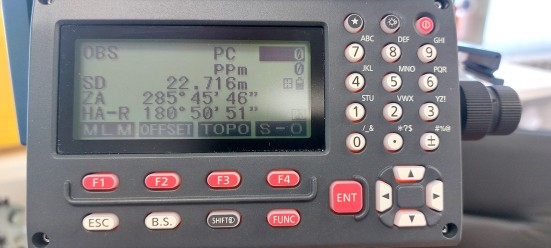 OBS PC 0
PPm 0
SD 22.716m
ZA 285°45'46"
HA-R 180°50'51"
MLM OFFSET TOPO S-O
F1 F2 F3 F4
ESC B.S. SHIFT FUNC
ABC DEF GHI
7 8 9
JKL MNO PQR
4 5 6
STU VWX YZ!
1 2 3
/_& *?$ #%@
0 . ±
ENT